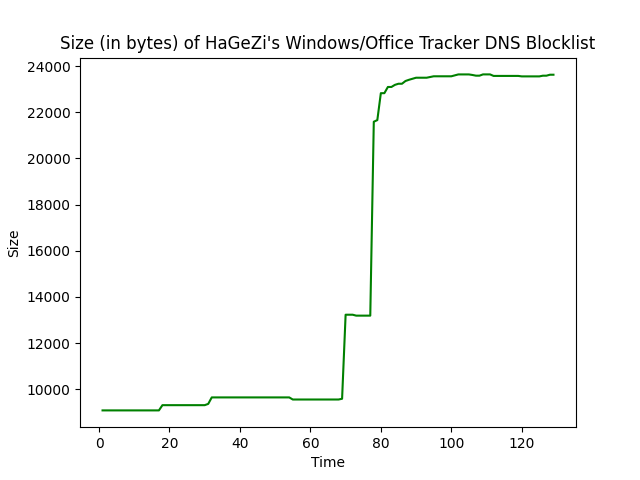 Size (in bytes) of HaGeZi's Windows/Office Tracker DNS Blocklist
24000
22000
20000
18000
16000
14000
12000
10000
Size
0 20 40 60 80 100 120
Time